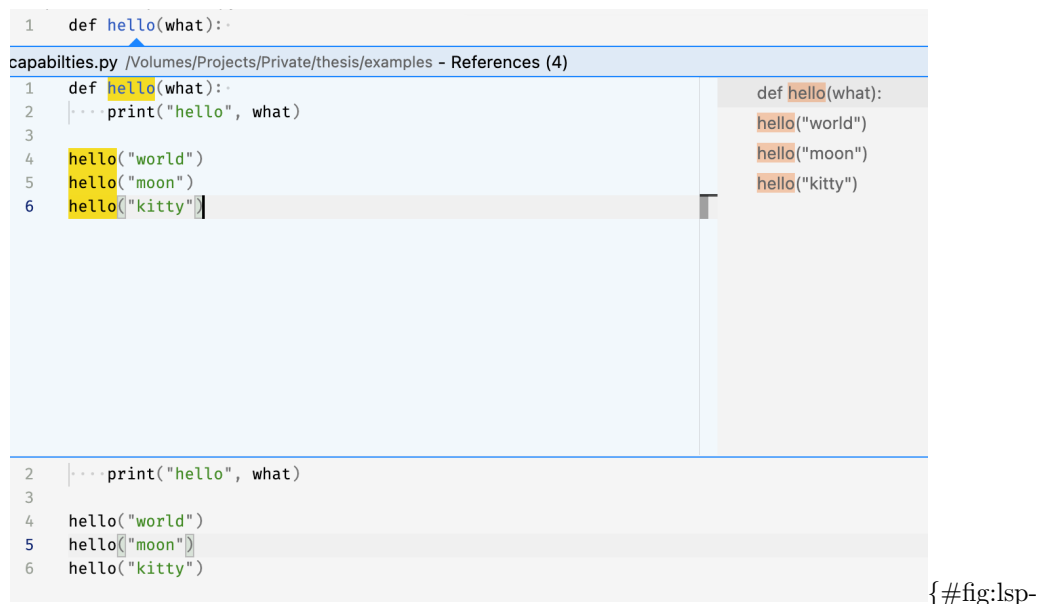 1 def hello(what):
capabilties.py /Volumes/Projects/Private/thesis/examples - References (4)
1 def hello(what):
2 print("hello", what)
3
4 hello("world")
5 hello("moon")
6 hello("kitty")
def hello(what):
hello("world")
hello("moon")
hello("kitty")
2 print("hello", what)
3
4 hello("world")
5 hello("moon")
6 hello("kitty")
{#fig:lsp-